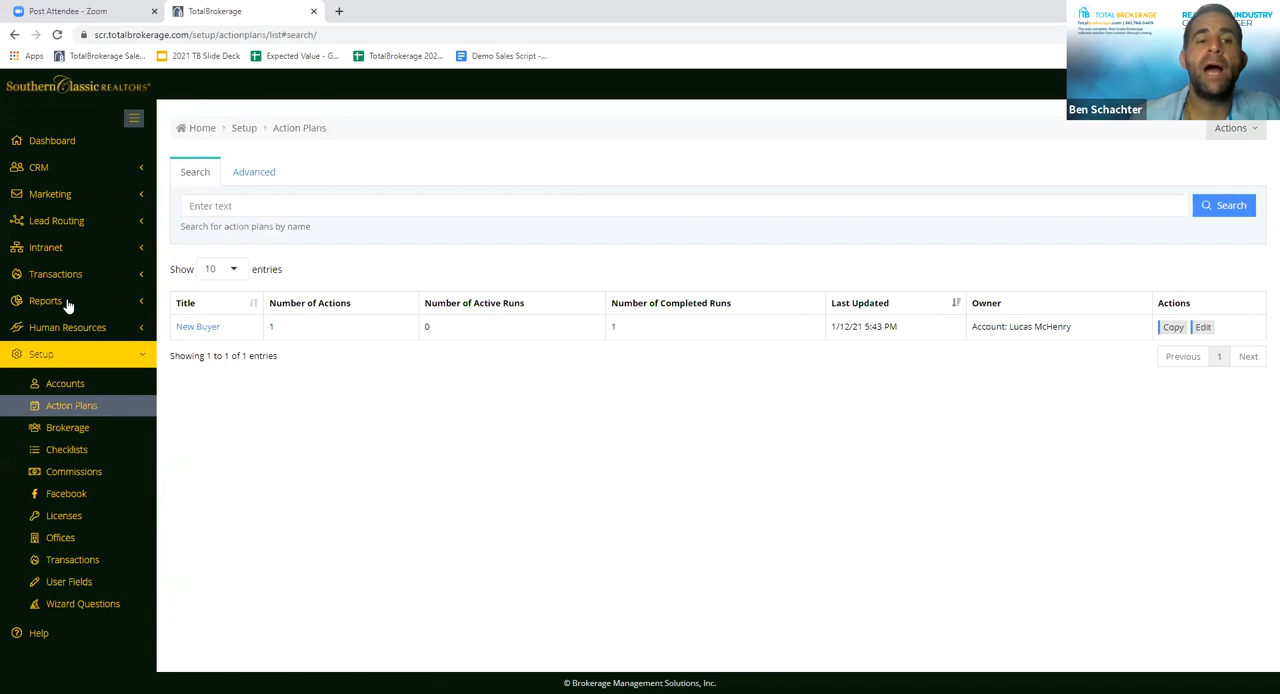 Post Attendee - Zoom
TotalBrokerage
scr.totalbrokerage.com/setup/actionplans/list#search/
Apps
TotalBrokerage Sale...
2021 TB Slide Deck
Expected Value - G...
TotalBrokerage 202...
Demo Sales Script -...
TOTAL BROKERAGE
Ben Schachter
Southern Classic REALTORS
Dashboard
CRM
Marketing
Lead Routing
Intranet
Transactions
Reports
Human Resources
Setup
Accounts
Action Plans
Brokerage
Checklists
Commissions
Facebook
Licenses
Offices
Transactions
User Fields
Wizard Questions
Help
Home > Setup > Action Plans
Actions
Search
Advanced
Enter text
Search
Search for action plans by name
Show 10 entries
Title Number of Actions Number of Active Runs Number of Completed Runs Last Updated Owner Actions
New Buyer 1 0 1 1/12/21 5:43 PM Account: Lucas McHenry Copy Edit
Showing 1 to 1 of 1 entries
Previous 1 Next
© Brokerage Management Solutions, Inc.